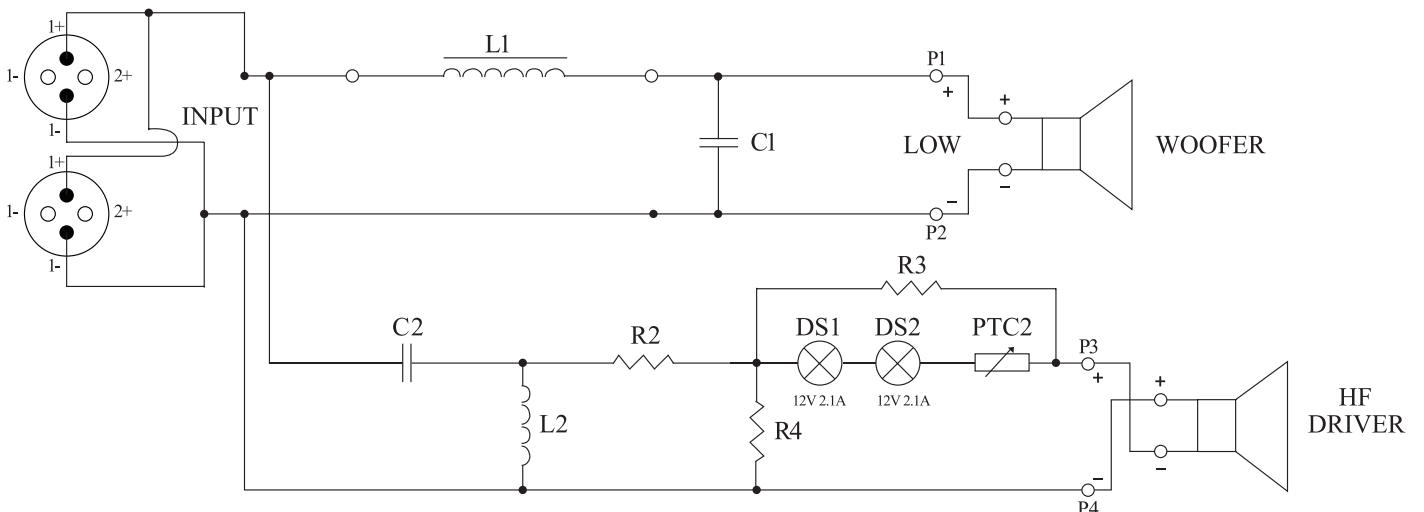 1+
1-
2+
1-
INPUT
1+
1-
2+
1-
L1
C1
P1
+
LOW
-
P2
+
-
WOOFER
C2
L2
R2
R3
DS1
12V 2.1A
DS2
12V 2.1A
PTC2
R4
P3
+
-
P4
+
-
HF
DRIVER